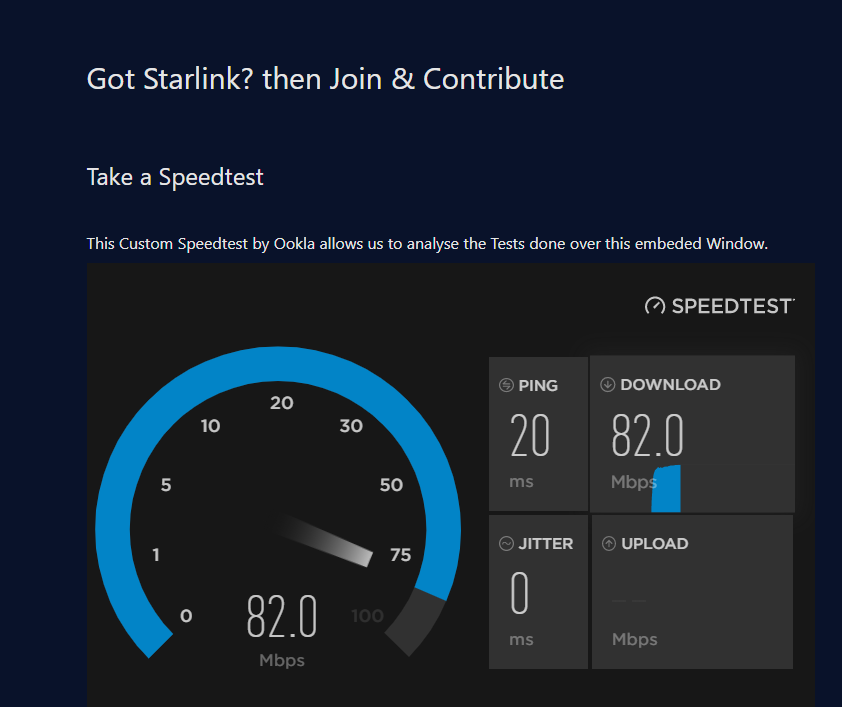 Got Starlink? then Join & Contribute
Take a Speedtest
This Custom Speedtest by Ookla allows us to analyse the Tests done over this embeded Window.
SPEEDTEST
0
1
5
10
20
30
50
75
100
82.0
Mbps
PING
20
ms
DOWNLOAD
82.0
Mbps
JITTER
0
ms
UPLOAD
— —
Mbps